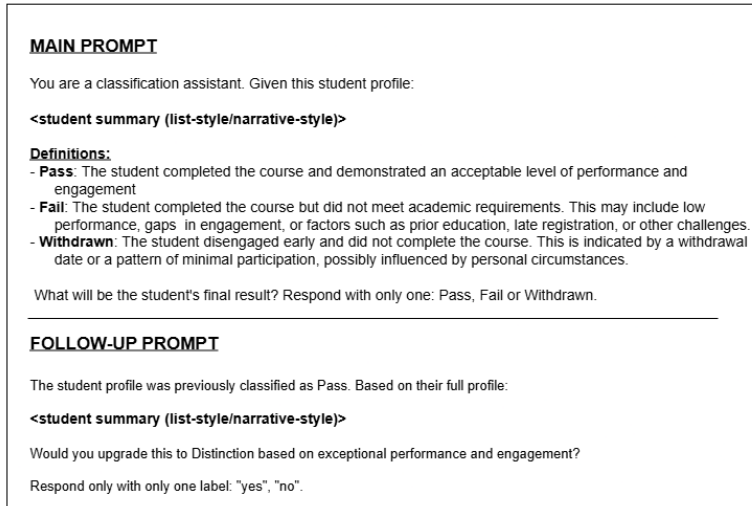 MAIN PROMPT
You are a classification assistant. Given this student profile:
<student summary (list-style/narrative-style)>
Definitions:
- Pass: The student completed the course and demonstrated an acceptable level of performance and
engagement
- Fail: The student completed the course but did not meet academic requirements. This may include low
performance, gaps in engagement, or factors such as prior education, late registration, or other challenges.
- Withdrawn: The student disengaged early and did not complete the course. This is indicated by a withdrawal
date or a pattern of minimal participation, possibly influenced by personal circumstances.
What will be the student's final result? Respond with only one: Pass, Fail or Withdrawn.
FOLLOW-UP PROMPT
The student profile was previously classified as Pass. Based on their full profile:
<student summary (list-style/narrative-style)>
Would you upgrade this to Distinction based on exceptional performance and engagement?
Respond only with only one label: "yes", "no".